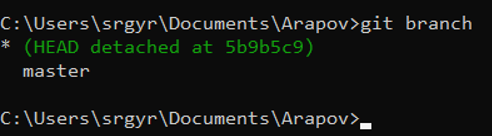 C:\Users\srgyr\Documents\Arapov>git branch
* (HEAD detached at 5b9b5c9)
  master
C:\Users\srgyr\Documents\Arapov>